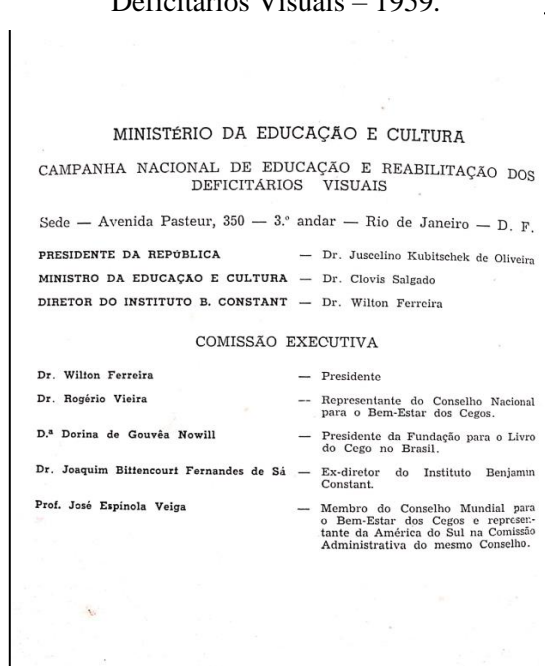 Deficitários Visuais – 1959.
MINISTÉRIO DA EDUCAÇÃO E CULTURA
CAMPANHA NACIONAL DE EDUCAÇÃO E REABILITAÇÃO DOS
DEFICITÁRIOS VISUAIS
Sede — Avenida Pasteur, 350 — 3.º andar — Rio de Janeiro — D. F.
PRESIDENTE DA REPÚBLICA — Dr. Juscelino Kubitschek de Oliveira
MINISTRO DA EDUCAÇÃO E CULTURA — Dr. Clovis Salgado
DIRETOR DO INSTITUTO B. CONSTANT — Dr. Wilton Ferreira
COMISSÃO EXECUTIVA
Dr. Wilton Ferreira — Presidente
Dr. Rogério Vieira -- Representante do Conselho Nacional
para o Bem-Estar dos Cegos.
D.ª Dorina de Gouvêa Nowill — Presidente da Fundação para o Livro
do Cego no Brasil.
Dr. Joaquim Bittencourt Fernandes de Sá — Ex-diretor do Instituto Benjamin
Constant.
Prof. José Espinola Veiga — Membro do Conselho Mundial para
o Bem-Estar dos Cegos e represen-
tante da América do Sul na Comissão
Administrativa do mesmo Conselho.